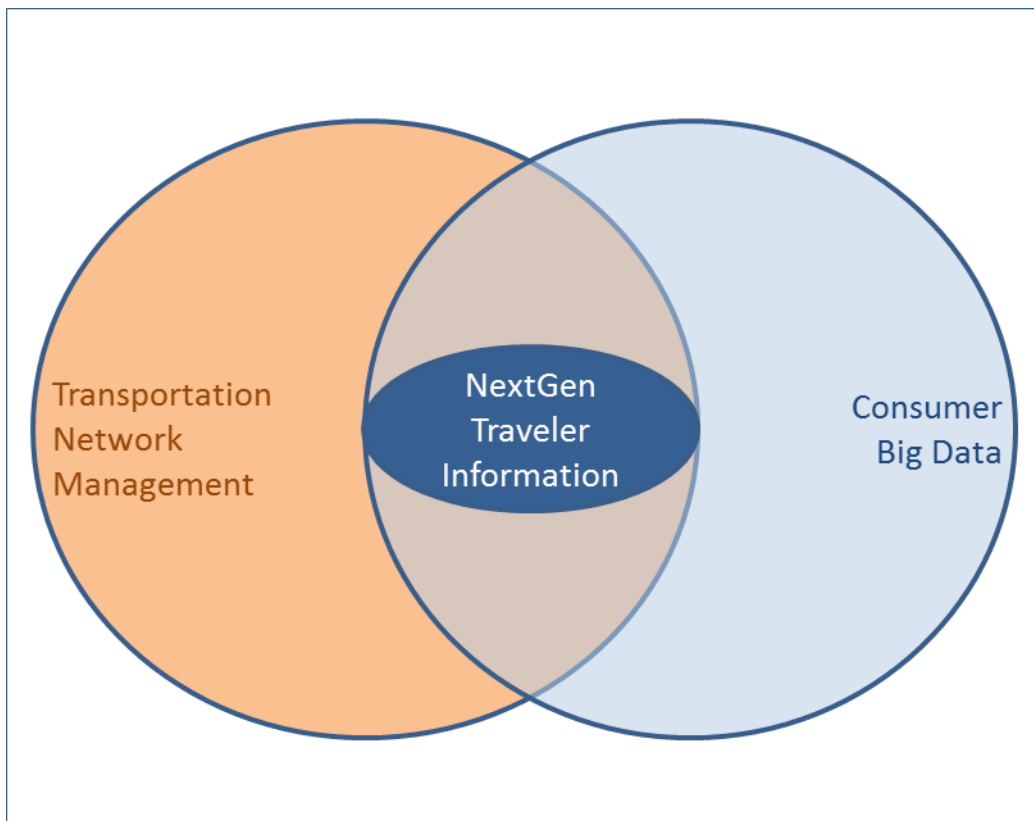 Transportation
Network
Management
NextGen
Traveler
Information
Consumer
Big Data